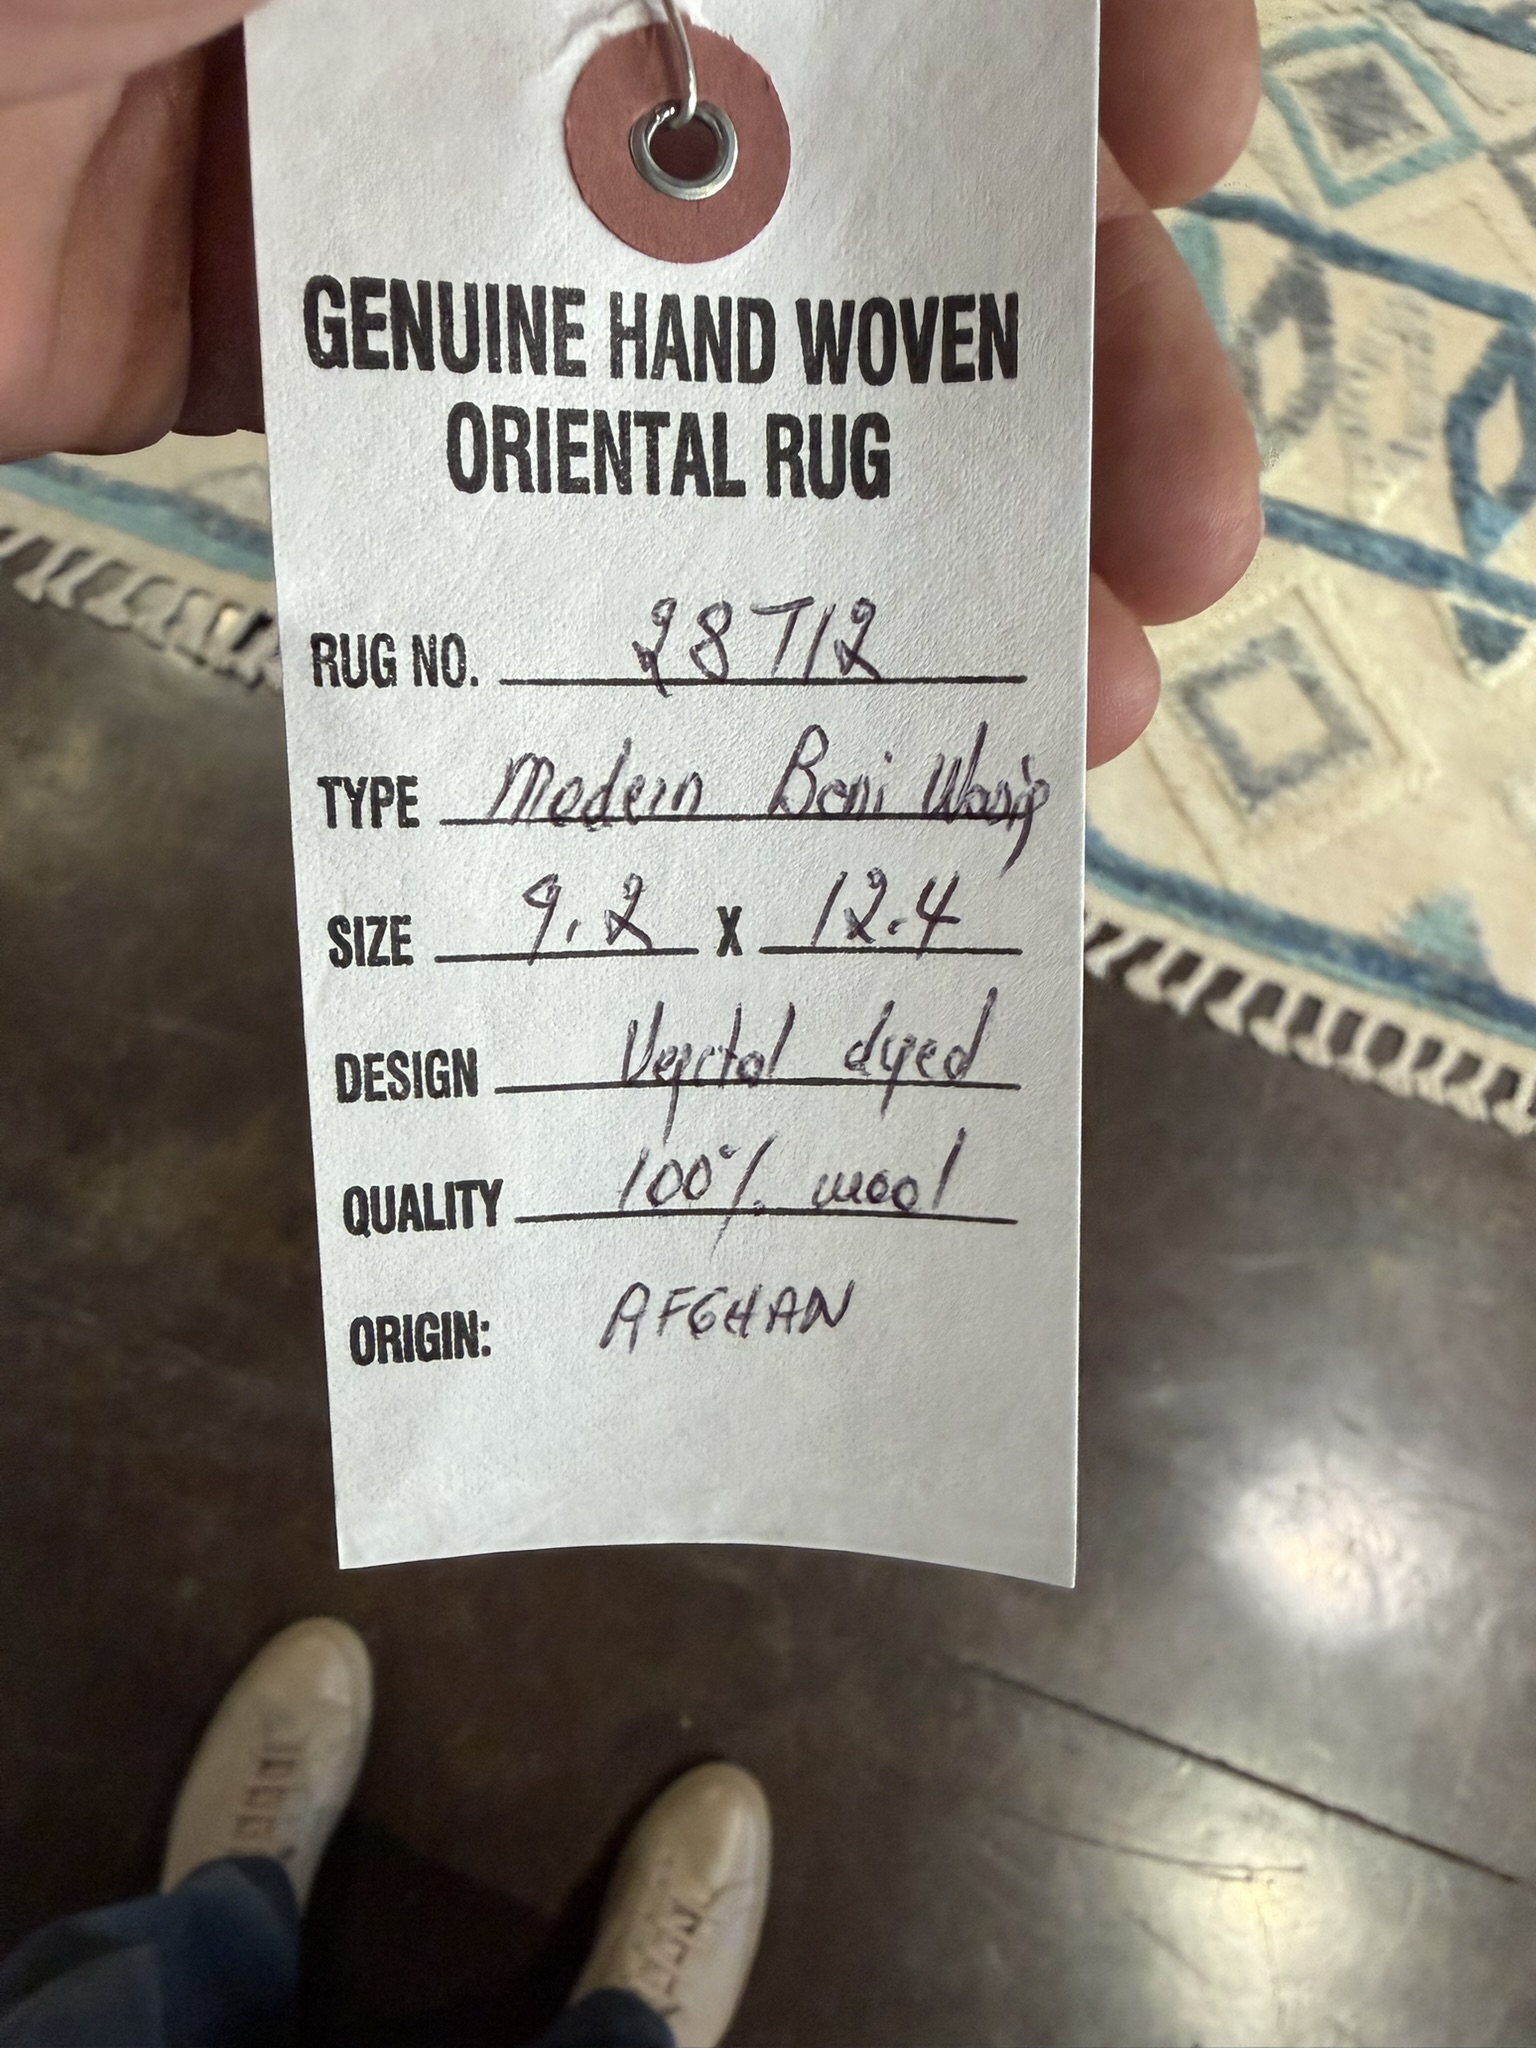 GENUINE HAND WOVEN
ORIENTAL RUG
RUG NO. 28712
TYPE Modern Beni
SIZE 9.2 X 12.4
DESIGN Vegetal dyed
QUALITY 100% wool
ORIGIN: AFGHAN